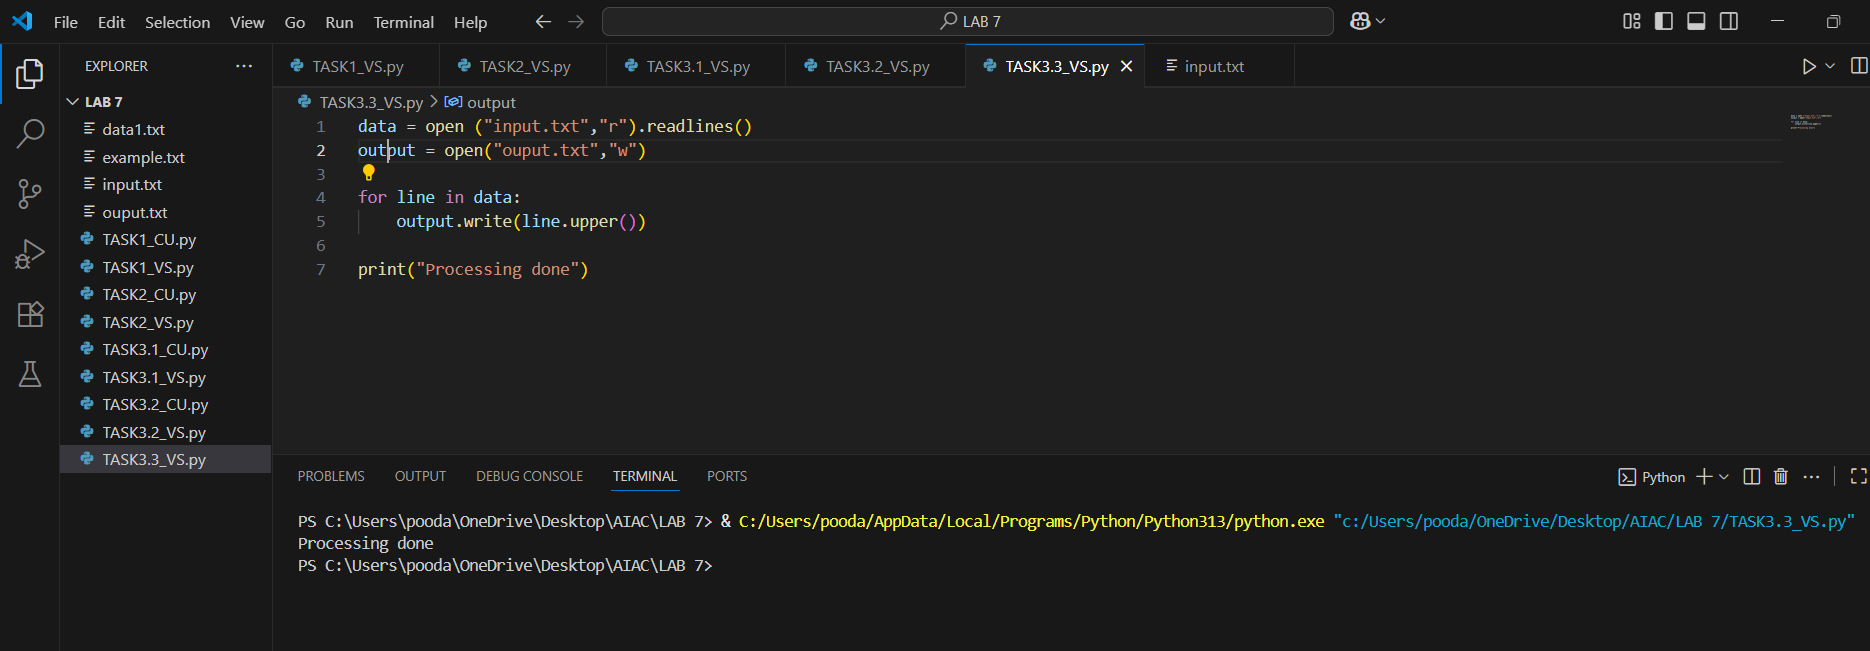 File Edit Selection View Go Run Terminal Help
LAB 7
EXPLORER
LAB 7
data1.txt
example.txt
input.txt
ouput.txt
TASK1_CU.py
TASK1_VS.py
TASK2_CU.py
TASK2_VS.py
TASK3.1_CU.py
TASK3.1_VS.py
TASK3.2_CU.py
TASK3.2_VS.py
TASK3.3_VS.py
TASK1_VS.py TASK2_VS.py TASK3.1_VS.py TASK3.2_VS.py TASK3.3_VS.py input.txt
TASK3.3_VS.py > output
1 data = open ("input.txt","r").readlines()
2 output = open("ouput.txt","w")
3
4 for line in data:
5 output.write(line.upper())
6
7 print("Processing done")
PROBLEMS OUTPUT DEBUG CONSOLE TERMINAL PORTS
Python
PS C:\Users\pooda\OneDrive\Desktop\AIAC\LAB 7> & C:/Users/pooda/AppData/Local/Programs/Python/Python313/python.exe "c:/Users/pooda/OneDrive/Desktop/AIAC/LAB 7/TASK3.3_VS.py"
Processing done
PS C:\Users\pooda\OneDrive\Desktop\AIAC\LAB 7>